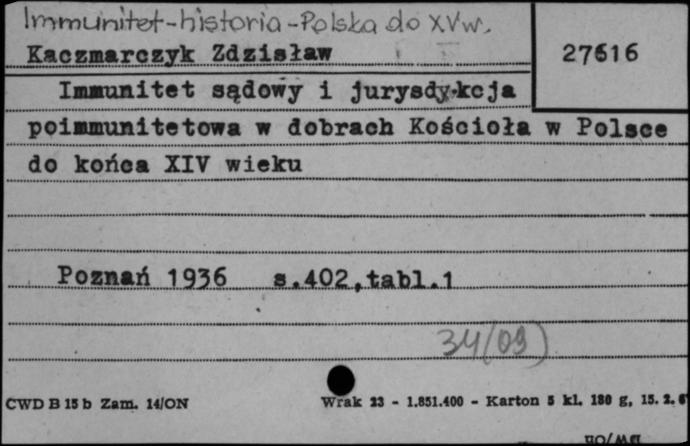 Immunitet-historia-Polska do XVw.
Kaczmarczyk Zdzisław
27616
Immunitet sądowy i jurysdykcja
poimmunitetowa w dobrach Kościoła w Polsce
do końca XIV wieku
Poznań 1936 s.402,tabl.1
34(09)
CWD B 15 b Zam. 14/ON
Wrak 23 - 1.851.400 - Karton 5 kl. 180 g, 15. 2. 6